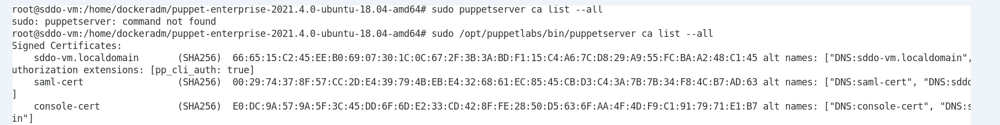 root@sddo-vm:/home/dockeradm/puppet-enterprise-2021.4.0-ubuntu-18.04-amd64# sudo puppetserver ca list --all
sudo: puppetserver: command not found
root@sddo-vm:/home/dockeradm/puppet-enterprise-2021.4.0-ubuntu-18.04-amd64# sudo /opt/puppetlabs/bin/puppetserver ca list --all
Signed Certificates:
    sddo-vm.localdomain       (SHA256)  66:65:15:C2:45:EE:B0:69:07:30:1C:0C:67:2F:3B:3A:BD:F1:15:C4:A6:7C:D8:29:A9:55:FC:BA:A2:48:C1:45 alt names: ["DNS:sddo-vm.localdomain",
uthorization extensions: [pp_cli_auth: true]
    saml-cert                 (SHA256)  00:29:74:37:8F:57:CC:2D:E4:39:79:4B:EB:E4:32:68:61:EC:85:45:CB:D3:C4:3A:7B:7B:34:F8:4C:B7:AD:63 alt names: ["DNS:saml-cert", "DNS:sddo
]
    console-cert              (SHA256)  E0:DC:9A:57:9A:5F:3C:45:DD:6F:6D:E2:33:CD:42:8F:FE:28:50:D5:63:6F:AA:4F:4D:F9:C1:91:79:71:E1:B7 alt names: ["DNS:console-cert", "DNS:s
in"]